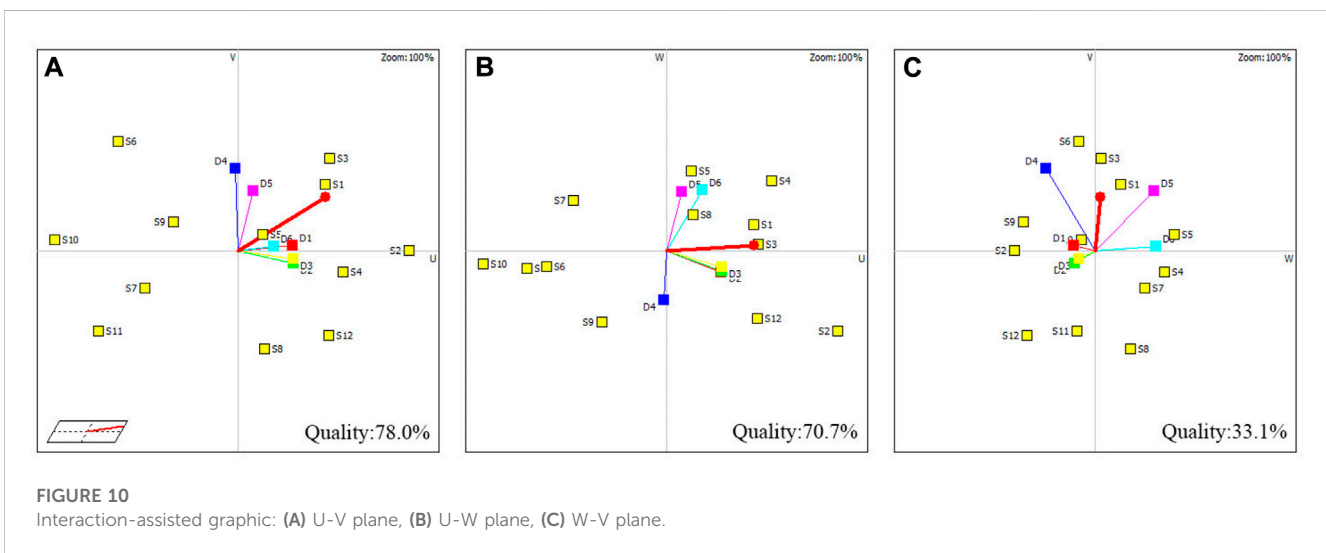 A
V
Zoom:100%
S6
D4
S3
D5
S1
S9
S10
S5
D1
S2
U
D3
S4
S7
S11
S8
S12
Quality:78.0%
B
W
Zoom:100%
S5
D6
S4
S7
S8
S1
S3
U
S10
S6
D3
D4
S9
S12
S2
Quality:70.7%
C
V
Zoom:100%
S6
S3
D4
S1
D5
S9
D1
S5
S2
W
D3
D2
S4
S7
S12
S11
S8
Quality:33.1%
FIGURE 10
Interaction-assisted graphic: (A) U-V plane, (B) U-W plane, (C) W-V plane.